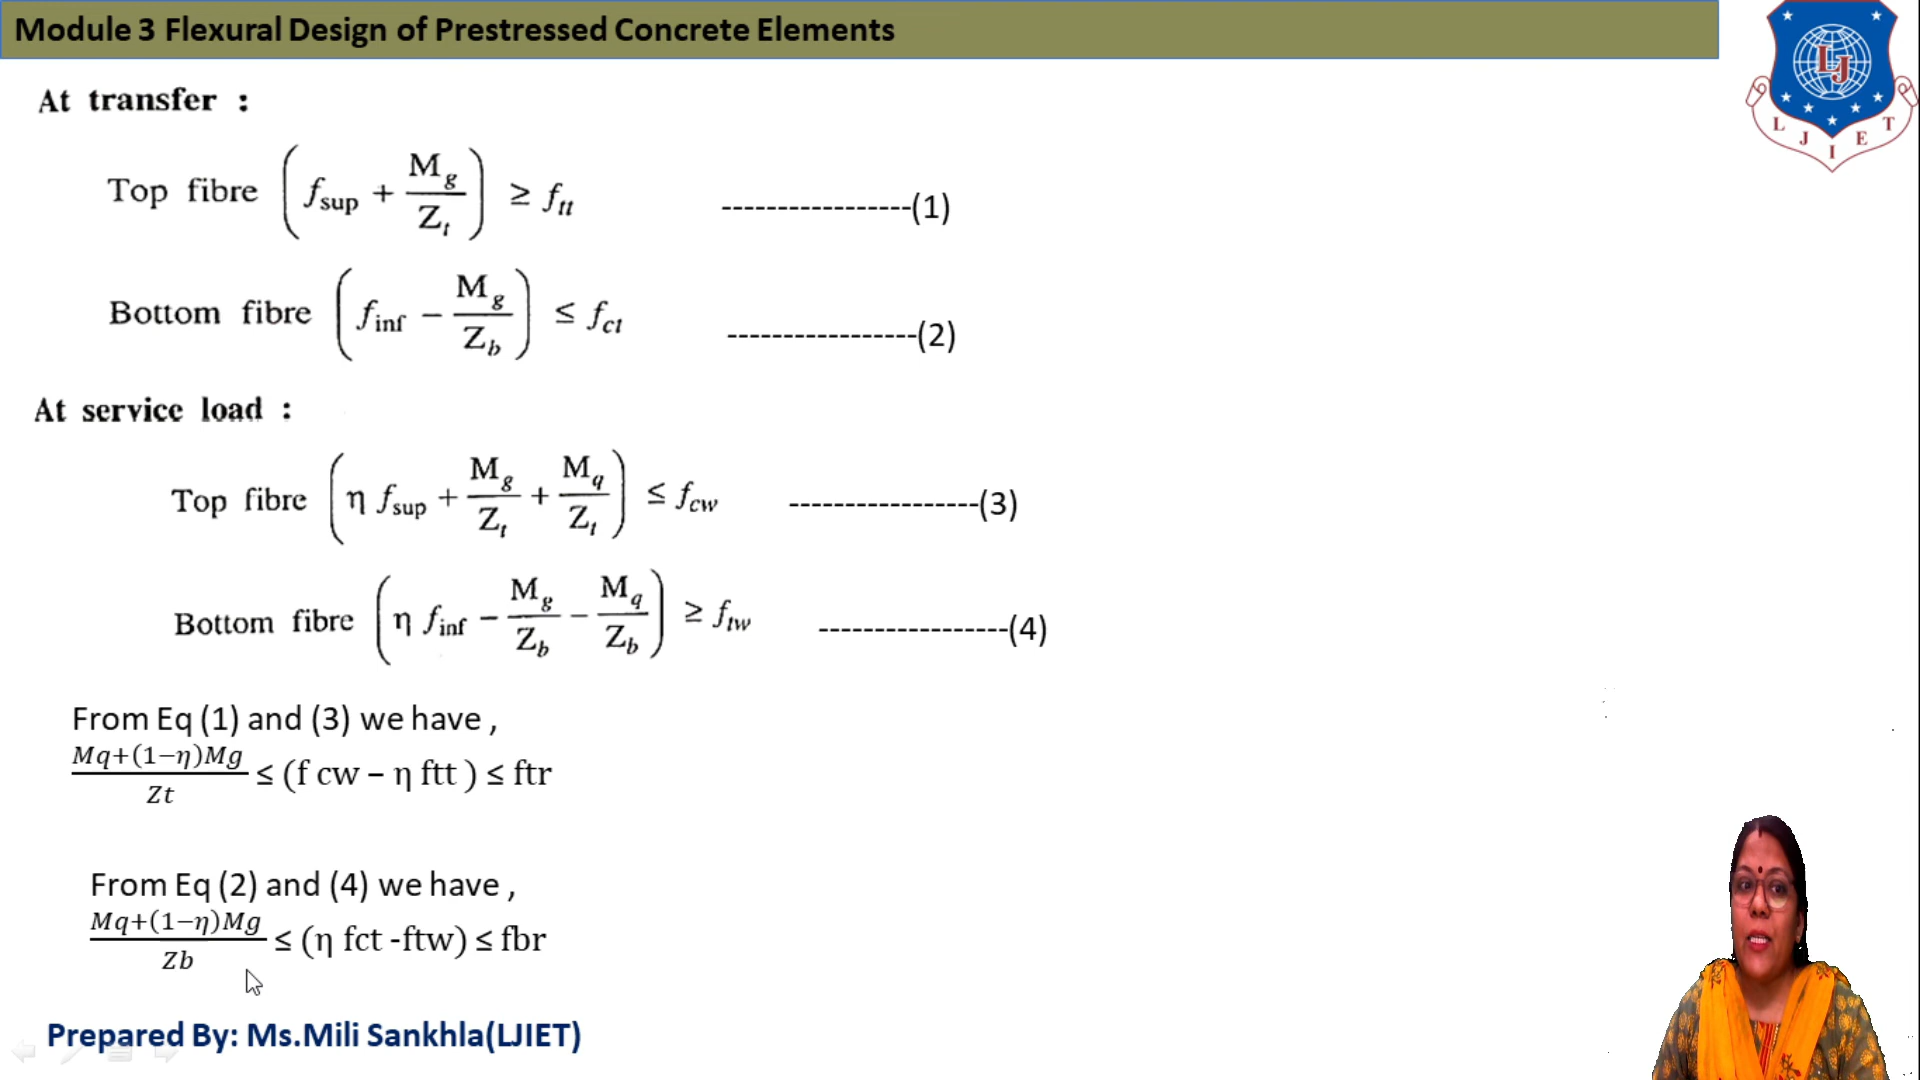 Module 3 Flexural Design of Prestressed Concrete Elements
L J I E T
LJ
At transfer :
Top fibre (f_sup + M_g/Z_t) ≥ f_tt -----------------(1)
Bottom fibre (f_inf − M_g/Z_b) ≤ f_ct -----------------(2)
At service load :
Top fibre (η f_sup + M_g/Z_t + M_q/Z_t) ≤ f_cw -----------------(3)
Bottom fibre (η f_inf − M_g/Z_b − M_q/Z_b) ≥ f_tw -----------------(4)
From Eq (1) and (3) we have ,
Mq+(1−η)Mg/Zt ≤ (f cw – η ftt ) ≤ ftr
From Eq (2) and (4) we have ,
Mq+(1−η)Mg/Zb ≤ (η fct -ftw) ≤ fbr
Prepared By: Ms.Mili Sankhla(LJIET)